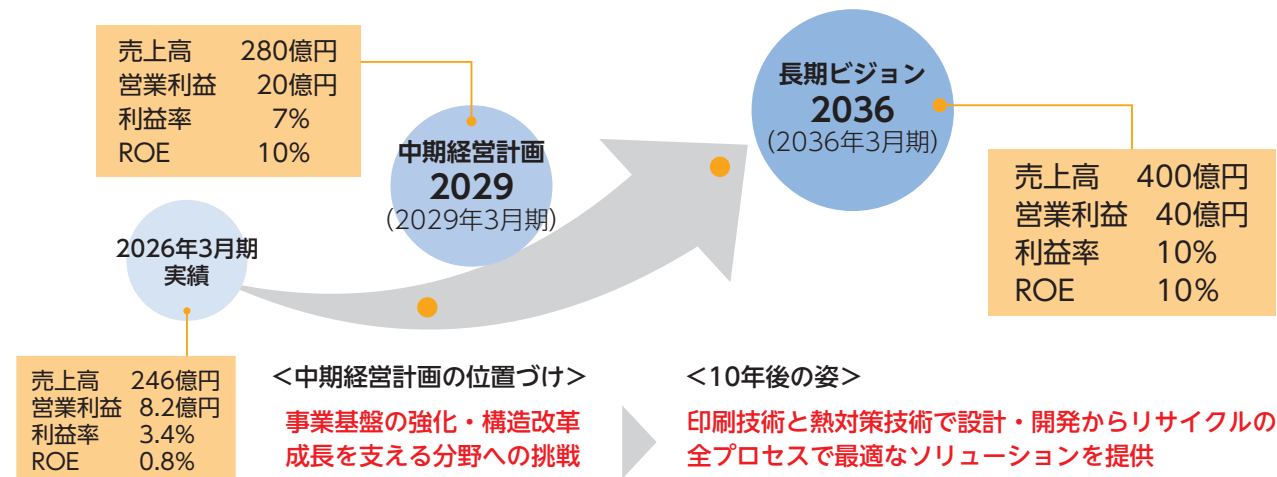 売上高 280億円
営業利益 20億円
利益率 7%
ROE 10%
中期経営計画
2029
(2029年3月期)
長期ビジョン
2036
(2036年3月期)
売上高 400億円
営業利益 40億円
利益率 10%
ROE 10%
2026年3月期
実績
売上高 246億円
営業利益 8.2億円
利益率 3.4%
ROE 0.8%
＜中期経営計画の位置づけ＞
事業基盤の強化・構造改革
成長を支える分野への挑戦
＜10年後の姿＞
印刷技術と熱対策技術で設計・開発からリサイクルの
全プロセスで最適なソリューションを提供